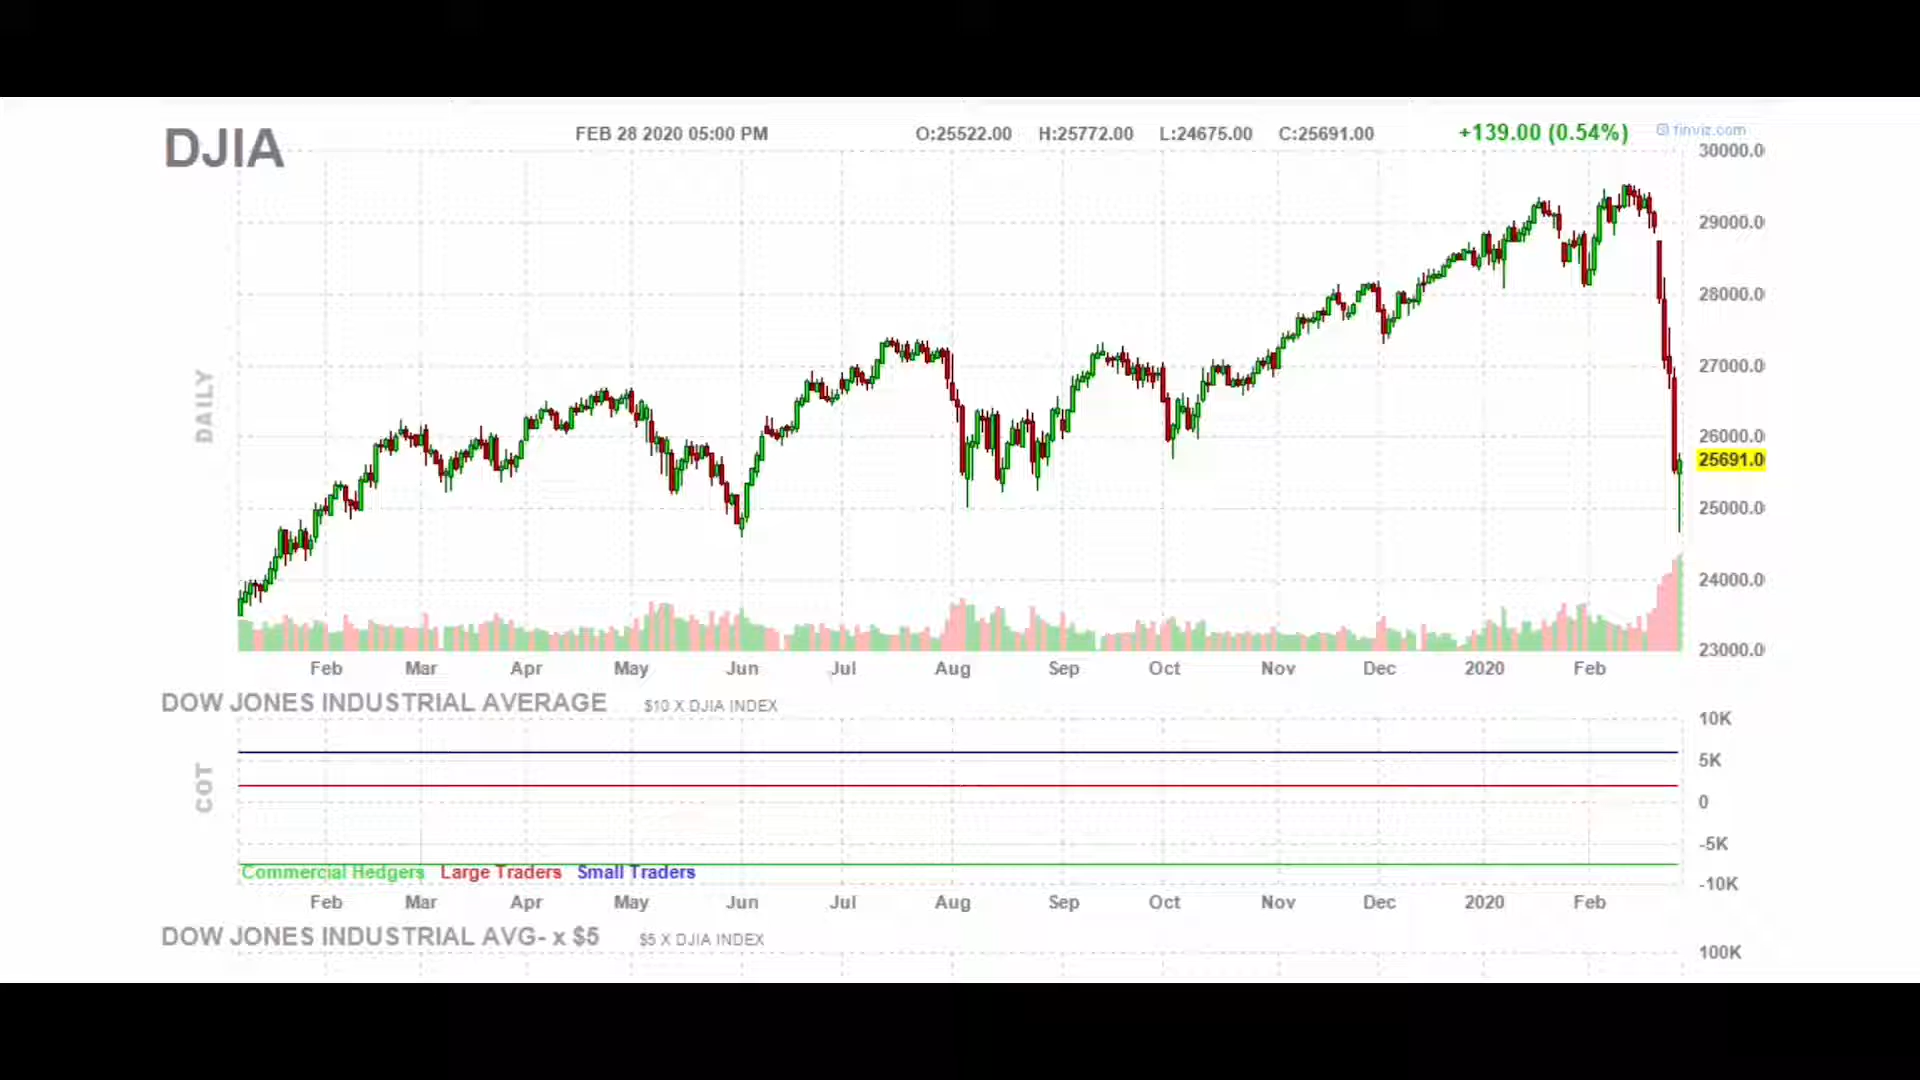 DJIA
FEB 28 2020 05:00 PM O:25522.00 H:25772.00 L:24675.00 C:25691.00 +139.00 (0.54%) © finviz.com
30000.0
29000.0
28000.0
27000.0
DAILY
26000.0
25691.0
25000.0
24000.0
23000.0
Feb Mar Apr May Jun Jul Aug Sep Oct Nov Dec 2020 Feb
DOW JONES INDUSTRIAL AVERAGE $10 X DJIA INDEX
10K
5K
COT
0
-5K
Commercial Hedgers Large Traders Small Traders
-10K
Feb Mar Apr May Jun Jul Aug Sep Oct Nov Dec 2020 Feb
DOW JONES INDUSTRIAL AVG- x $5 $5 X DJIA INDEX
100K